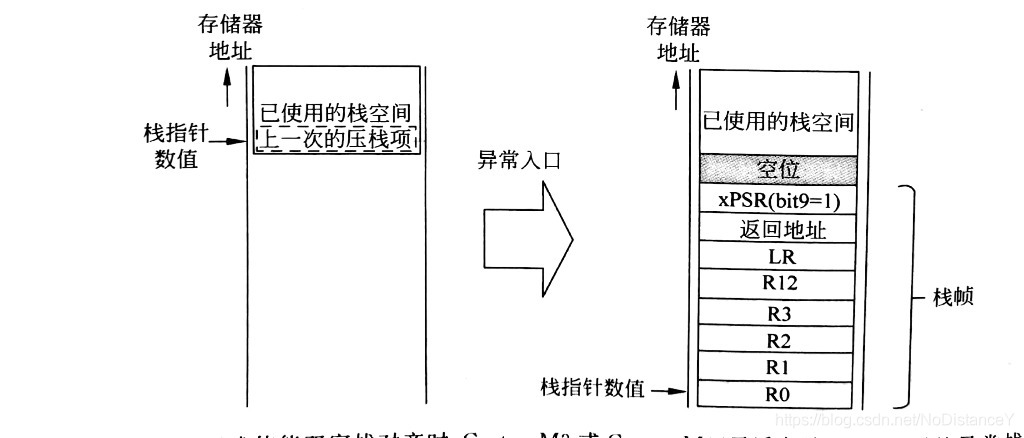 存储器
地址
已使用的栈空间
上一次的压栈项
栈指针
数值
异常入口
存储器
地址
已使用的栈空间
空位
xPSR(bit9=1)
返回地址
LR
R12
R3
R2
R1
R0
栈帧
栈指针数值
https://blog.csdn.net/NoDistanceY